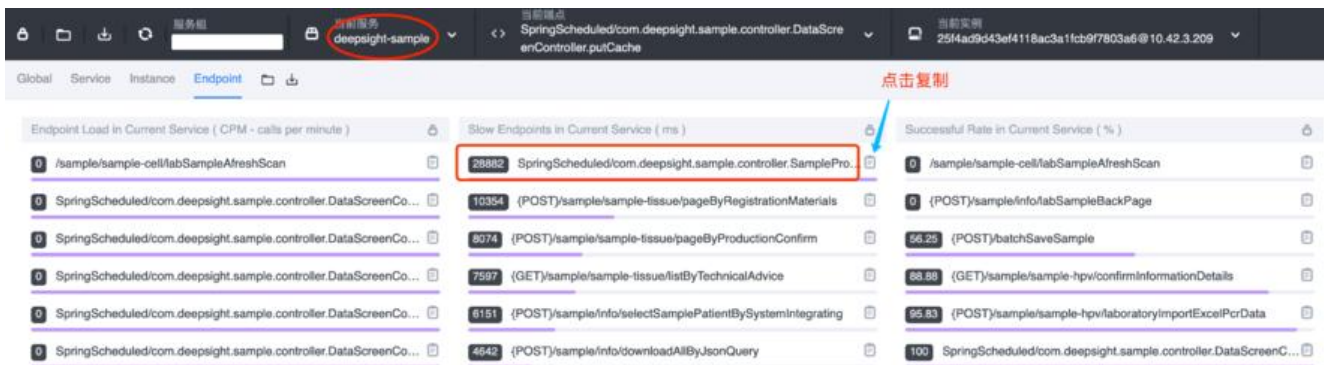 服务组
当前服务
deepsight-sample
当前端点
SpringScheduled/com.deepsight.sample.controller.DataScre
enController.putCache
当前实例
25f4ad9d43ef4118ac3a1fcb9f7803a6@10.42.3.209
Global Service Instance Endpoint
点击复制
Endpoint Load in Current Service ( CPM - calls per minute )
0 /sample/sample-cell/labSampleAfreshScan
0 SpringScheduled/com.deepsight.sample.controller.DataScreenCo...
0 SpringScheduled/com.deepsight.sample.controller.DataScreenCo...
0 SpringScheduled/com.deepsight.sample.controller.DataScreenCo...
0 SpringScheduled/com.deepsight.sample.controller.DataScreenCo...
0 SpringScheduled/com.deepsight.sample.controller.DataScreenCo...
Slow Endpoints in Current Service ( ms )
28882 SpringScheduled/com.deepsight.sample.controller.SamplePro...
10354 {POST}/sample/sample-tissue/pageByRegistrationMaterials
8074 {POST}/sample/sample-tissue/pageByProductionConfirm
7597 {GET}/sample/sample-tissue/listByTechnicalAdvice
6151 {POST}/sample/info/selectSamplePatientBySystemIntegrating
4642 {POST}/sample/info/downloadAllByJsonQuery
Successful Rate in Current Service ( % )
0 /sample/sample-cell/labSampleAfreshScan
0 {POST}/sample/info/labSampleBackPage
56.25 {POST}/batchSaveSample
88.88 {GET}/sample/sample-hpv/confirmInformationDetails
95.83 {POST}/sample/sample-hpv/laboratoryImportExcelPcrData
100 SpringScheduled/com.deepsight.sample.controller.DataScreenC...